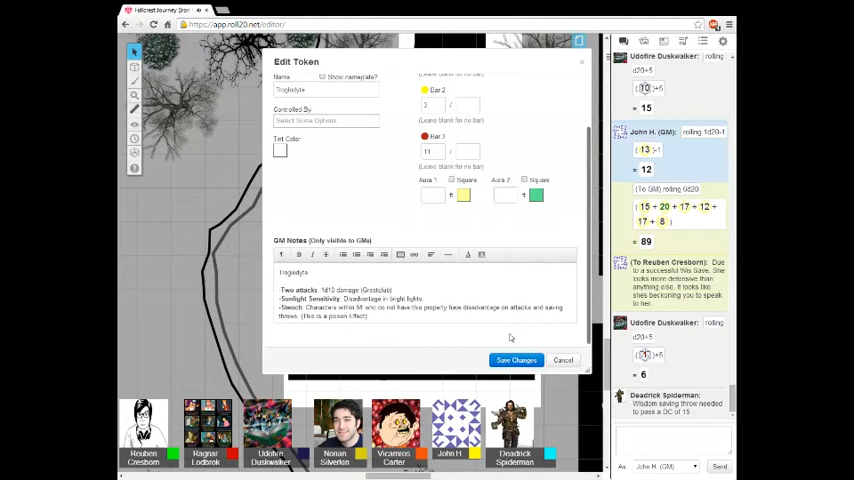 Fallcrest Journey (Iron
https://app.roll20.net/editor/
Edit Token
×
Name
Show nameplate?
Troglodyte
Controlled By
Select Some Options
Tint Color
(Leave blank for no bar)
Bar 2
3 /
(Leave blank for no bar)
Bar 3
11 /
(Leave blank for no bar)
Aura 1 Square Aura 2 Square
ft ft
GM Notes (Only visible to GMs)
Troglodyte
-Two attacks. 1d10 damage (Greatclub)
-Sunlight Sensitivity. Disadvantage in bright lights.
-Stench. Characters within 5ft who do not have this property have disadvantage on attacks and saving
throws. (This is a poison Effect)
Save Changes
Cancel
Udofire Duskwalker: rolling
d20+5
(10)+5
= 15
John H. (GM): rolling 1d20-1
(13)-1
= 12
(To GM) rolling 6d20
(15 + 20 + 17 + 12 +
17 + 8)
= 89
(To Reuben Cresborn): Due
to a successful Wis Save, She
looks more defensive than
anything else. It looks like
shes beckoning you to speak
to her.
Udofire Duskwalker: rolling
d20+5
(1)+5
= 6
Deadrick Spiderman:
Wisdom saving throw needed
to pass a DC of 15
As John H (GM)
Send
Reuben
Cresborn
Ragnar
Lodbrok
Udofire
Duskwalker
Norian
Silverkin
Vicamros
Carter
John H
Deadrick
Spiderman